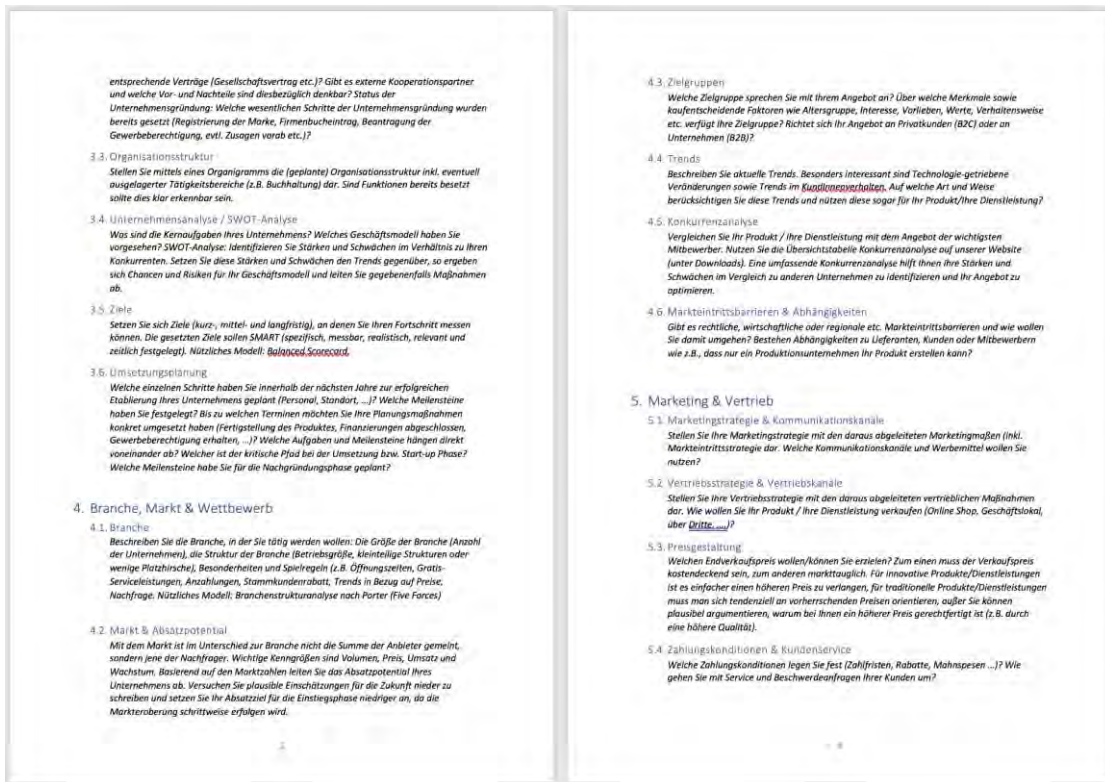 entsprechende Verträge (Gesellschaftsvertrag etc.)? Gibt es externe Kooperationspartner
und welche Vor- und Nachteile sind diesbezüglich denkbar? Status der
Unternehmensgründung: Welche wesentlichen Schritte der Unternehmensgründung wurden
bereits gesetzt (Registrierung der Marke, Firmenbucheintrag, Beantragung der
Gewerbeberechtigung, evtl. Zusagen vorab etc.)?
3.3. Organisationsstruktur
Stellen Sie mittels eines Organigramms die (geplante) Organisationsstruktur inkl. eventuell
ausgelagerter Tätigkeitsbereiche (z.B. Buchhaltung) dar. Sind Funktionen bereits besetzt
sollte dies klar erkennbar sein.
3.4. Unternehmensanalyse / SWOT-Analyse
Was sind die Kernaufgaben Ihres Unternehmens? Welches Geschäftsmodell haben Sie
vorgesehen? SWOT-Analyse: Identifizieren Sie Stärken und Schwächen im Verhältnis zu Ihren
Konkurrenten. Setzen Sie diese Stärken und Schwächen den Trends gegenüber, so ergeben
sich Chancen und Risiken für Ihr Geschäftsmodell und leiten Sie gegebenenfalls Maßnahmen
ab.
3.5. Ziele
Setzen Sie sich Ziele (kurz-, mittel- und langfristig), an denen Sie Ihren Fortschritt messen
können. Die gesetzten Ziele sollen SMART (spezifisch, messbar, realistisch, relevant und
zeitlich festgelegt). Nützliches Modell: Balanced Scorecard.
3.6. Umsetzungsplanung
Welche einzelnen Schritte haben Sie innerhalb der nächsten Jahre zur erfolgreichen
Etablierung Ihres Unternehmens geplant (Personal, Standort, ...)? Welche Meilensteine
haben Sie festgelegt? Bis zu welchen Terminen möchten Sie Ihre Planungsmaßnahmen
konkret umgesetzt haben (Fertigstellung des Produktes, Finanzierungen abgeschlossen,
Gewerbeberechtigung erhalten, ...)? Welche Aufgaben und Meilensteine hängen direkt
voneinander ab? Welcher ist der kritische Pfad bei der Umsetzung bzw. Start-up Phase?
Welche Meilensteine habe Sie für die Nachgründungsphase geplant?
4. Branche, Markt & Wettbewerb
4.1. Branche
Beschreiben Sie die Branche, in der Sie tätig werden wollen: Die Größe der Branche (Anzahl
der Unternehmen), die Struktur der Branche (Betriebsgröße, kleinteilige Strukturen oder
wenige Platzhirsche), Besonderheiten und Spielregeln (z.B. Öffnungszeiten, Gratis-
Serviceleistungen, Anzahlungen, Stammkundenrabatt, Trends in Bezug auf Preise,
Nachfrage. Nützliches Modell: Branchenstrukturanalyse nach Porter (Five Forces)
4.2. Markt & Absatzpotential
Mit dem Markt ist im Unterschied zur Branche nicht die Summe der Anbieter gemeint,
sondern jene der Nachfrager. Wichtige Kenngrößen sind Volumen, Preis, Umsatz und
Wachstum. Basierend auf den Marktzahlen leiten Sie das Absatzpotential Ihres
Unternehmens ab. Versuchen Sie plausible Einschätzungen für die Zukunft nieder zu
schreiben und setzen Sie Ihr Absatzziel für die Einstiegsphase niedriger an, da die
Markteroberung schrittweise erfolgen wird.
4.3. Zielgruppen
Welche Zielgruppe sprechen Sie mit Ihrem Angebot an? Über welche Merkmale sowie
kaufentscheidende Faktoren wie Altersgruppe, Interesse, Vorlieben, Werte, Verhaltensweise
etc. verfügt Ihre Zielgruppe? Richtet sich Ihr Angebot an Privatkunden (B2C) oder an
Unternehmen (B2B)?
4.4. Trends
Beschreiben Sie aktuelle Trends. Besonders interessant sind Technologie-getriebene
Veränderungen sowie Trends im KundInnenverhalten. Auf welche Art und Weise
berücksichtigen Sie diese Trends und nützen diese sogar für Ihr Produkt/Ihre Dienstleistung?
4.5. Konkurrenzanalyse
Vergleichen Sie Ihr Produkt / Ihre Dienstleistung mit dem Angebot der wichtigsten
Mitbewerber. Nutzen Sie die Übersichtstabelle Konkurrenzanalyse auf unserer Website
(unter Downloads). Eine umfassende Konkurrenzanalyse hilft Ihnen Ihre Stärken und
Schwächen im Vergleich zu anderen Unternehmen zu identifizieren und Ihr Angebot zu
optimieren.
4.6. Markteintrittsbarrieren & Abhängigkeiten
Gibt es rechtliche, wirtschaftliche oder regionale etc. Markteintrittsbarrieren und wie wollen
Sie damit umgehen? Bestehen Abhängigkeiten zu Lieferanten, Kunden oder Mitbewerbern
wie z.B., dass nur ein Produktionsunternehmen Ihr Produkt erstellen kann?
5. Marketing & Vertrieb
5.1. Marketingstrategie & Kommunikationskanäle
Stellen Sie Ihre Marketingstrategie mit den daraus abgeleiteten Marketingmaßen (inkl.
Markteintrittsstrategie dar. Welche Kommunikationskanäle und Werbemittel wollen Sie
nutzen?
5.2. Vertriebsstrategie & Vertriebskanäle
Stellen Sie Ihre Vertriebsstrategie mit den daraus abgeleiteten vertrieblichen Maßnahmen
dar. Wie wollen Sie Ihr Produkt / Ihre Dienstleistung verkaufen (Online Shop, Geschäftslokal,
über Dritte, ....)?
5.3. Preisgestaltung
Welchen Endverkaufspreis wollen/können Sie erzielen? Zum einen muss der Verkaufspreis
kostendeckend sein, zum anderen markttauglich. Für innovative Produkte/Dienstleistungen
ist es einfacher einen höheren Preis zu verlangen, für traditionelle Produkte/Dienstleistungen
muss man sich tendenziell an vorherrschenden Preisen orientieren, außer Sie können
plausibel argumentieren, warum bei Ihnen ein höherer Preis gerechtfertigt ist (z.B. durch
eine höhere Qualität).
5.4. Zahlungskonditionen & Kundenservice
Welche Zahlungskonditionen legen Sie fest (Zahlfristen, Rabatte, Mahnspesen ...)? Wie
gehen Sie mit Service und Beschwerdeanfragen Ihrer Kunden um?